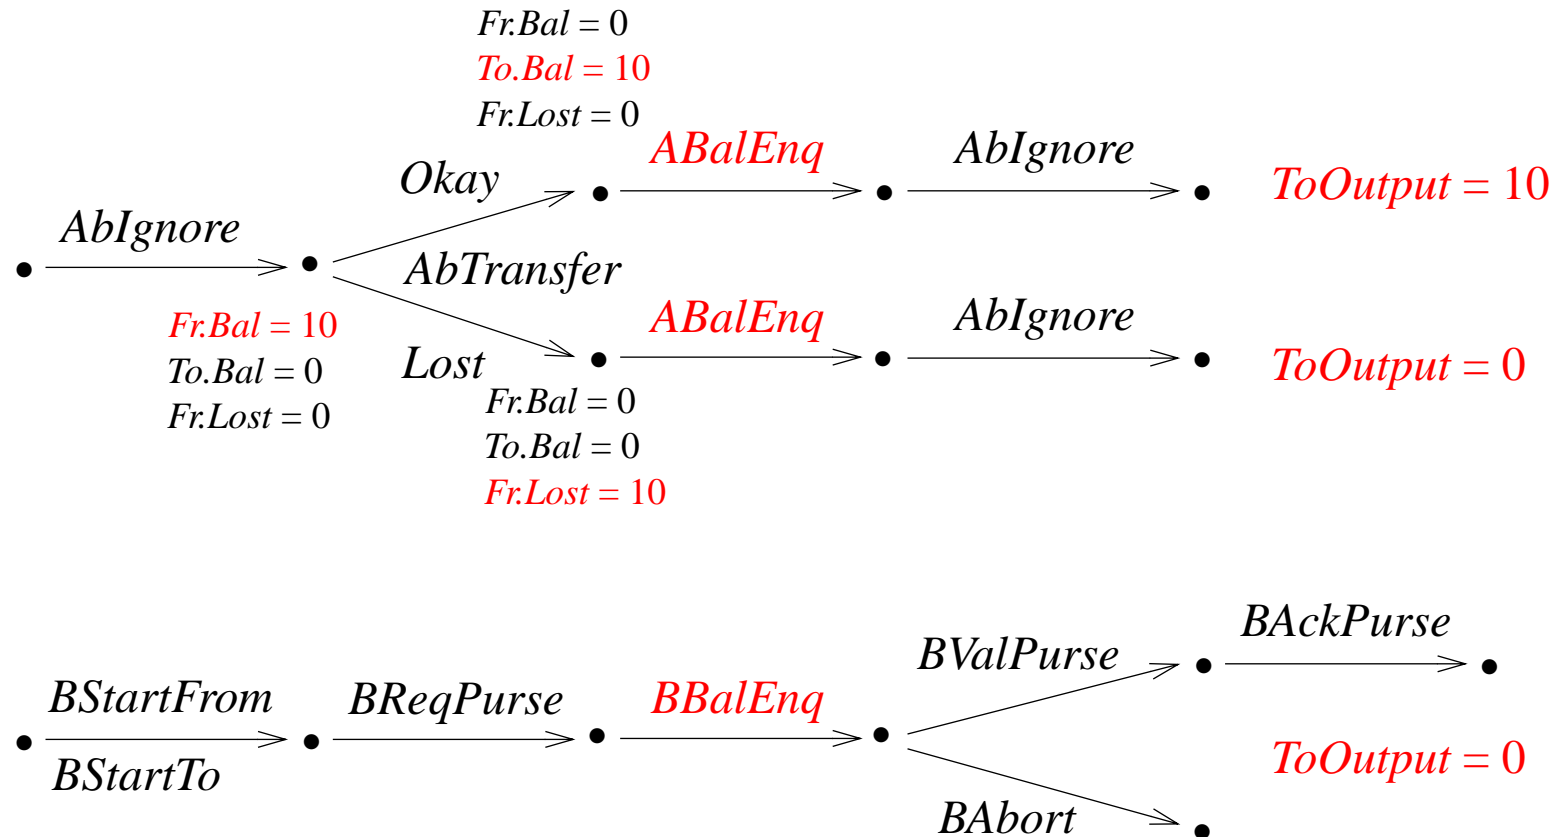 Fr.Bal = 0
To.Bal = 10
Fr.Lost = 0
ABalEnq
AbIgnore
Okay
ToOutput = 10
AbIgnore
AbTransfer
ABalEnq
AbIgnore
Fr.Bal = 10
To.Bal = 0
Fr.Lost = 0
Lost
ToOutput = 0
Fr.Bal = 0
To.Bal = 0
Fr.Lost = 10
BAckPurse
BValPurse
BStartFrom
BReqPurse
BBalEnq
BStartTo
ToOutput = 0
BAbort